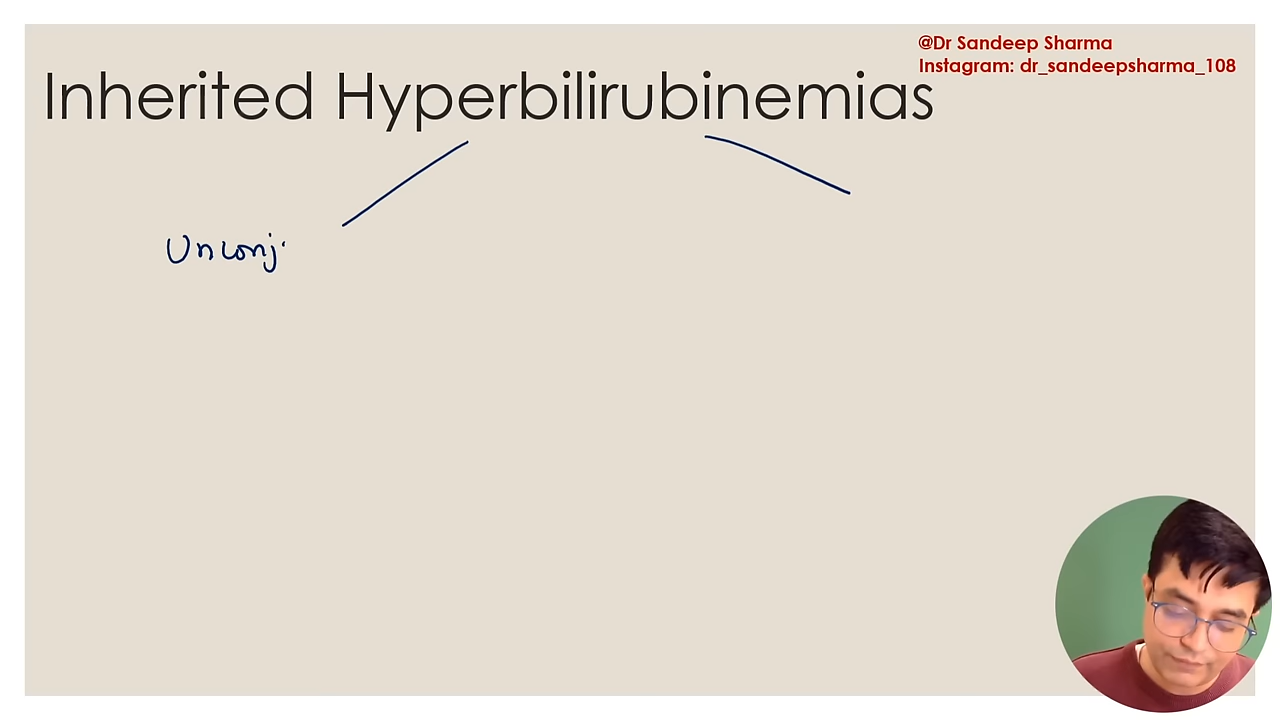 @Dr Sandeep Sharma
Instagram: dr_sandeepsharma_108
Inherited Hyperbilirubinemias
Unconj.